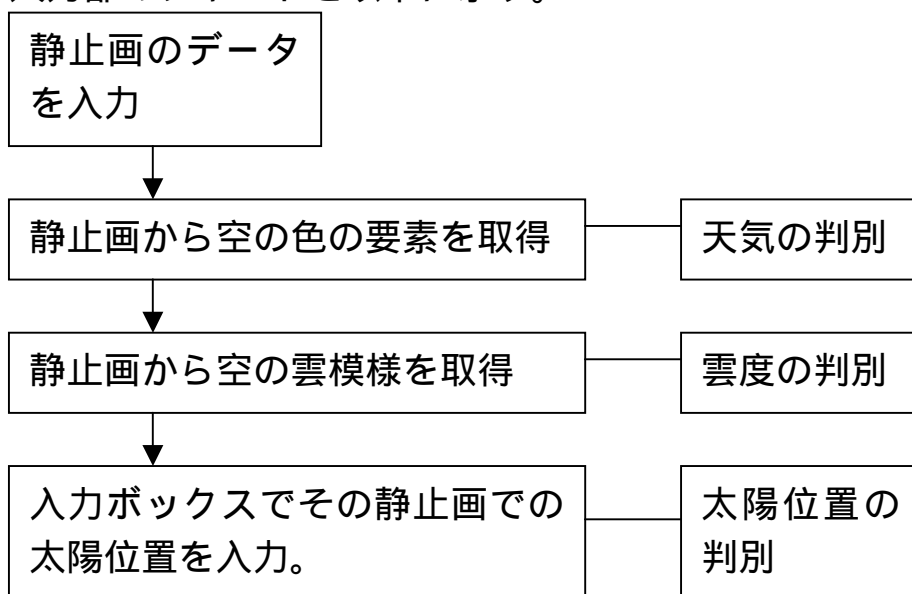 静止画のデータ
を入力
静止画から空の色の要素を取得
天気の判別
静止画から空の雲模様を取得
雲度の判別
入力ボックスでその静止画での
太陽位置を入力。
太陽位置の
判別